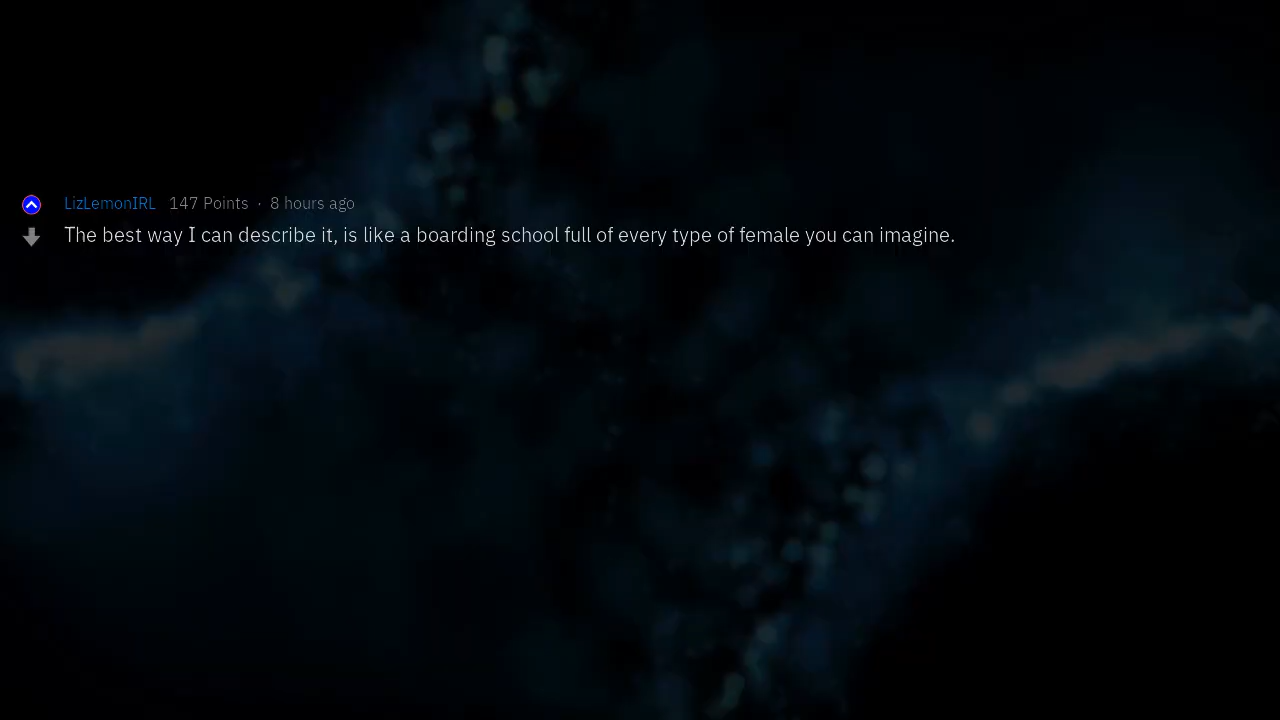 LizLemonIRL 147 Points · 8 hours ago
The best way I can describe it, is like a boarding school full of every type of female you can imagine.